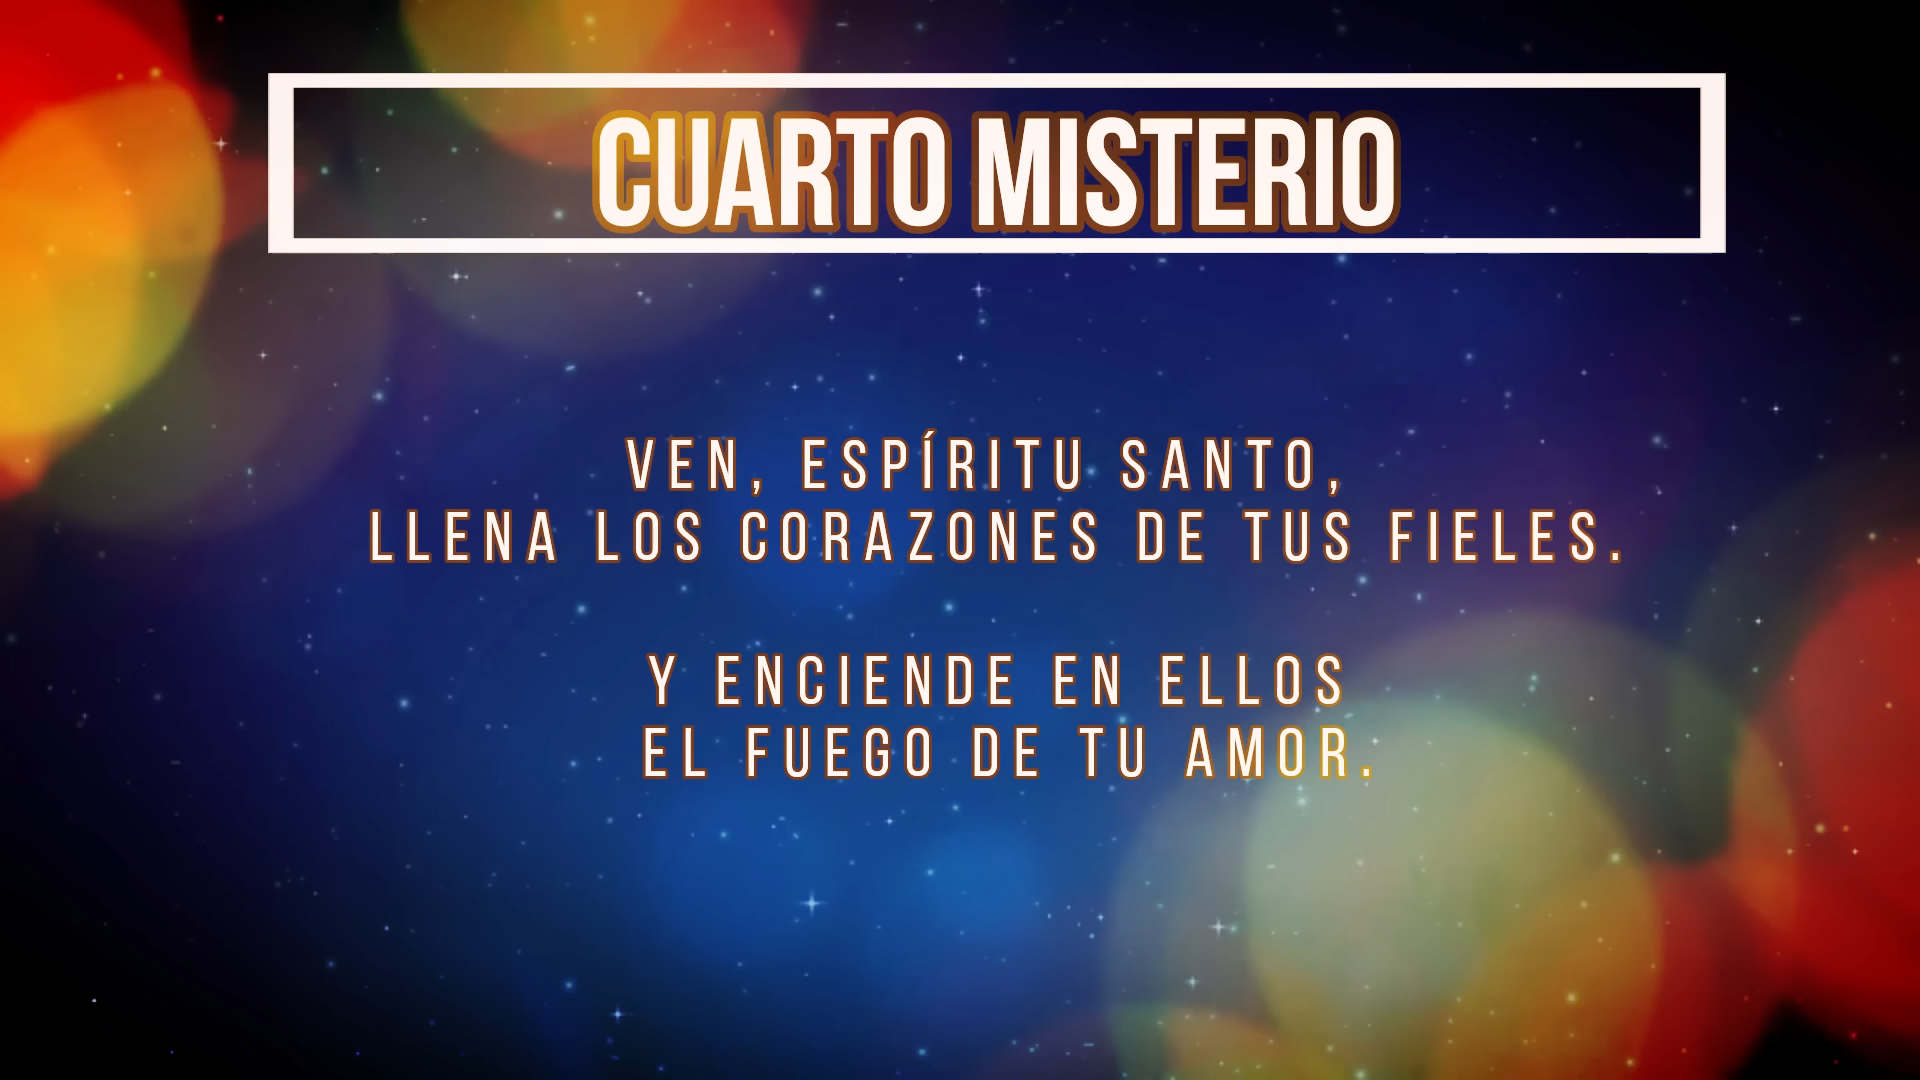 CUARTO MISTERIO
VEN, ESPÍRITU SANTO,
LLENA LOS CORAZONES DE TUS FIELES.
Y ENCIENDE EN ELLOS
EL FUEGO DE TU AMOR.